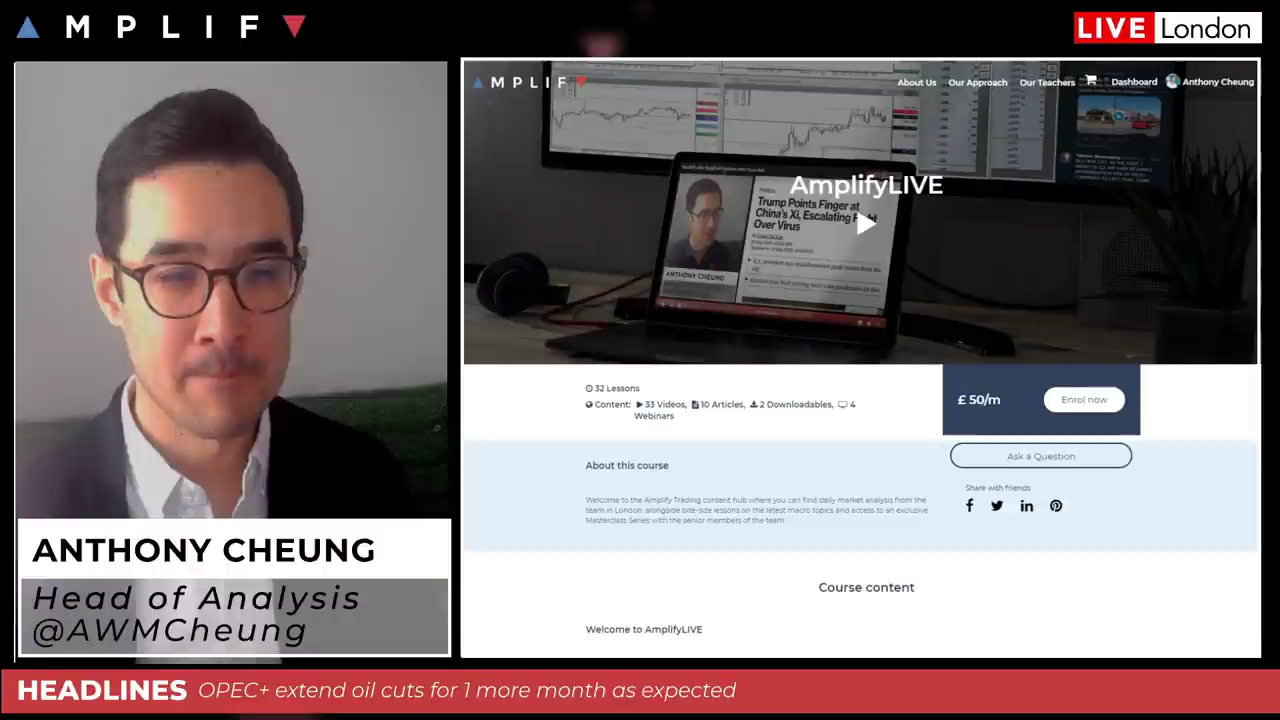 AMPLIFY
LIVE London
AMPLIFY
About Us Our Approach Our Teachers Dashboard Anthony Cheung
AmplifyLIVE
Trump Points Finger at
China's Xi, Escalating Fight
Over Virus
ANTHONY CHEUNG
32 Lessons
£ 50/m Enrol now
Content: 33 Videos, 10 Articles, 2 Downloadables, 4
Webinars
Ask a Question
About this course
Share with friends
Welcome to the Amplify Trading content hub where you can find daily market analysis from the
team in London, alongside bite-size lessons on the latest macro topics and access to an exclusive
Masterclass Series with the senior members of the team
Course content
Welcome to AmplifyLIVE
ANTHONY CHEUNG
Head of Analysis
@AWMCheung
HEADLINES OPEC+ extend oil cuts for 1 more month as expected